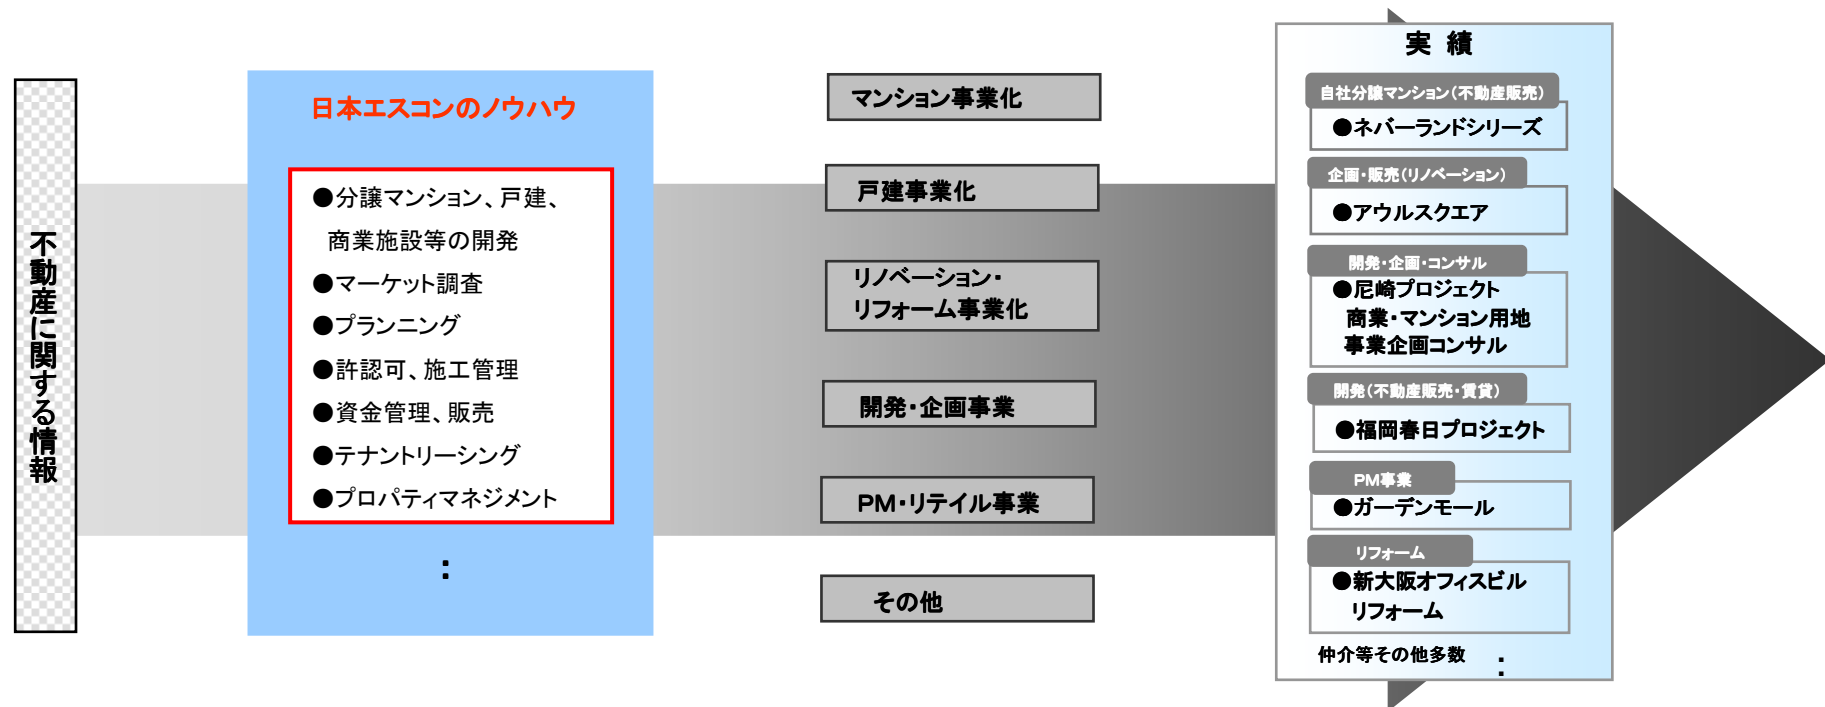 不動産に関する情報
日本エスコンのノウハウ
●分譲マンション、戸建、
商業施設等の開発
●マーケット調査
●プランニング
●許認可、施工管理
●資金管理、販売
●テナントリーシング
●プロパティマネジメント
：
マンション事業化
戸建事業化
リノベーション・
リフォーム事業化
開発・企画事業
PM・リテイル事業
その他
実 績
自社分譲マンション（不動産販売）
●ネバーランドシリーズ
企画・販売（リノベーション）
●アウルスクエア
開発・企画・コンサル
●尼崎プロジェクト
商業・マンション用地
事業企画コンサル
開発（不動産販売・賃貸）
●福岡春日プロジェクト
PM事業
●ガーデンモール
リフォーム
●新大阪オフィスビル
リフォーム
仲介等その他多数 ：